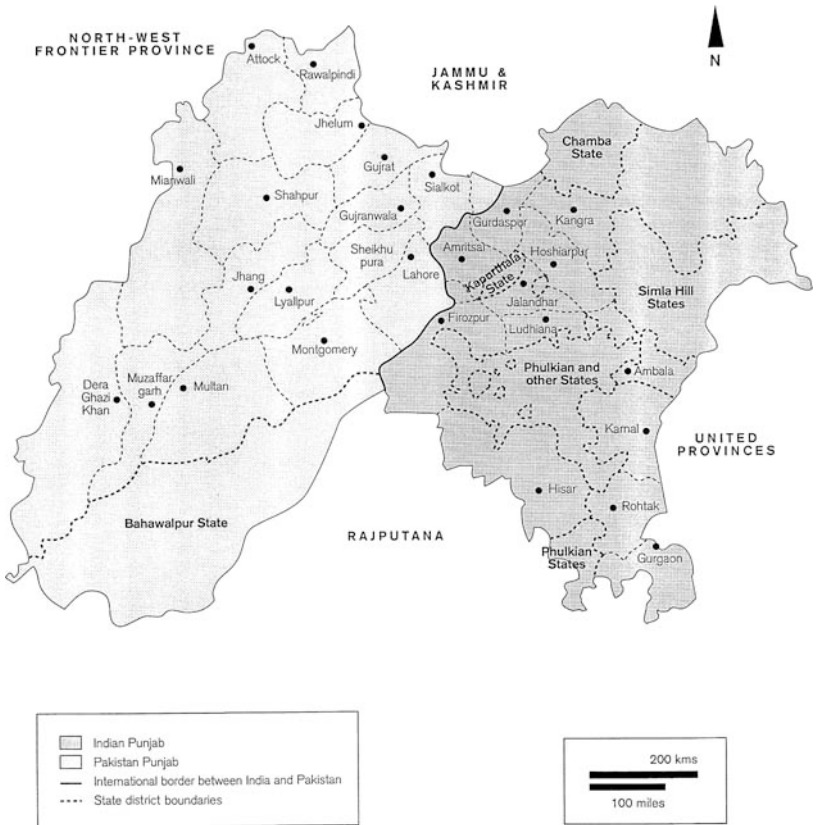 NORTH-WEST
FRONTIER PROVINCE
Attock
Rawalpindi
JAMMU &
KASHMIR
N
Jhelum
Chamba
State
Mianwali
Gujrat
Sialkot
Shahpur
Gujranwala
Gurdaspor
Kangra
Sheikhu
pura
Lahore
Amritsal
Hoshiarpur
Kapurthala
State
Jhang
Lyallpur
Jalandhar
Simla Hill
States
Firozpur
Ludhiana
Montgomery
Phulkian and
other States
Ambala
Dera
Ghazi
Khan
Muzaffar
garh
Multan
Karnal
UNITED
PROVINCES
Hisar
Rohtak
Bahawalpur State
RAJPUTANA
Phulkian
States
Gurgaon
Indian Punjab
Pakistan Punjab
International border between India and Pakistan
State district boundaries
200 kms
100 miles